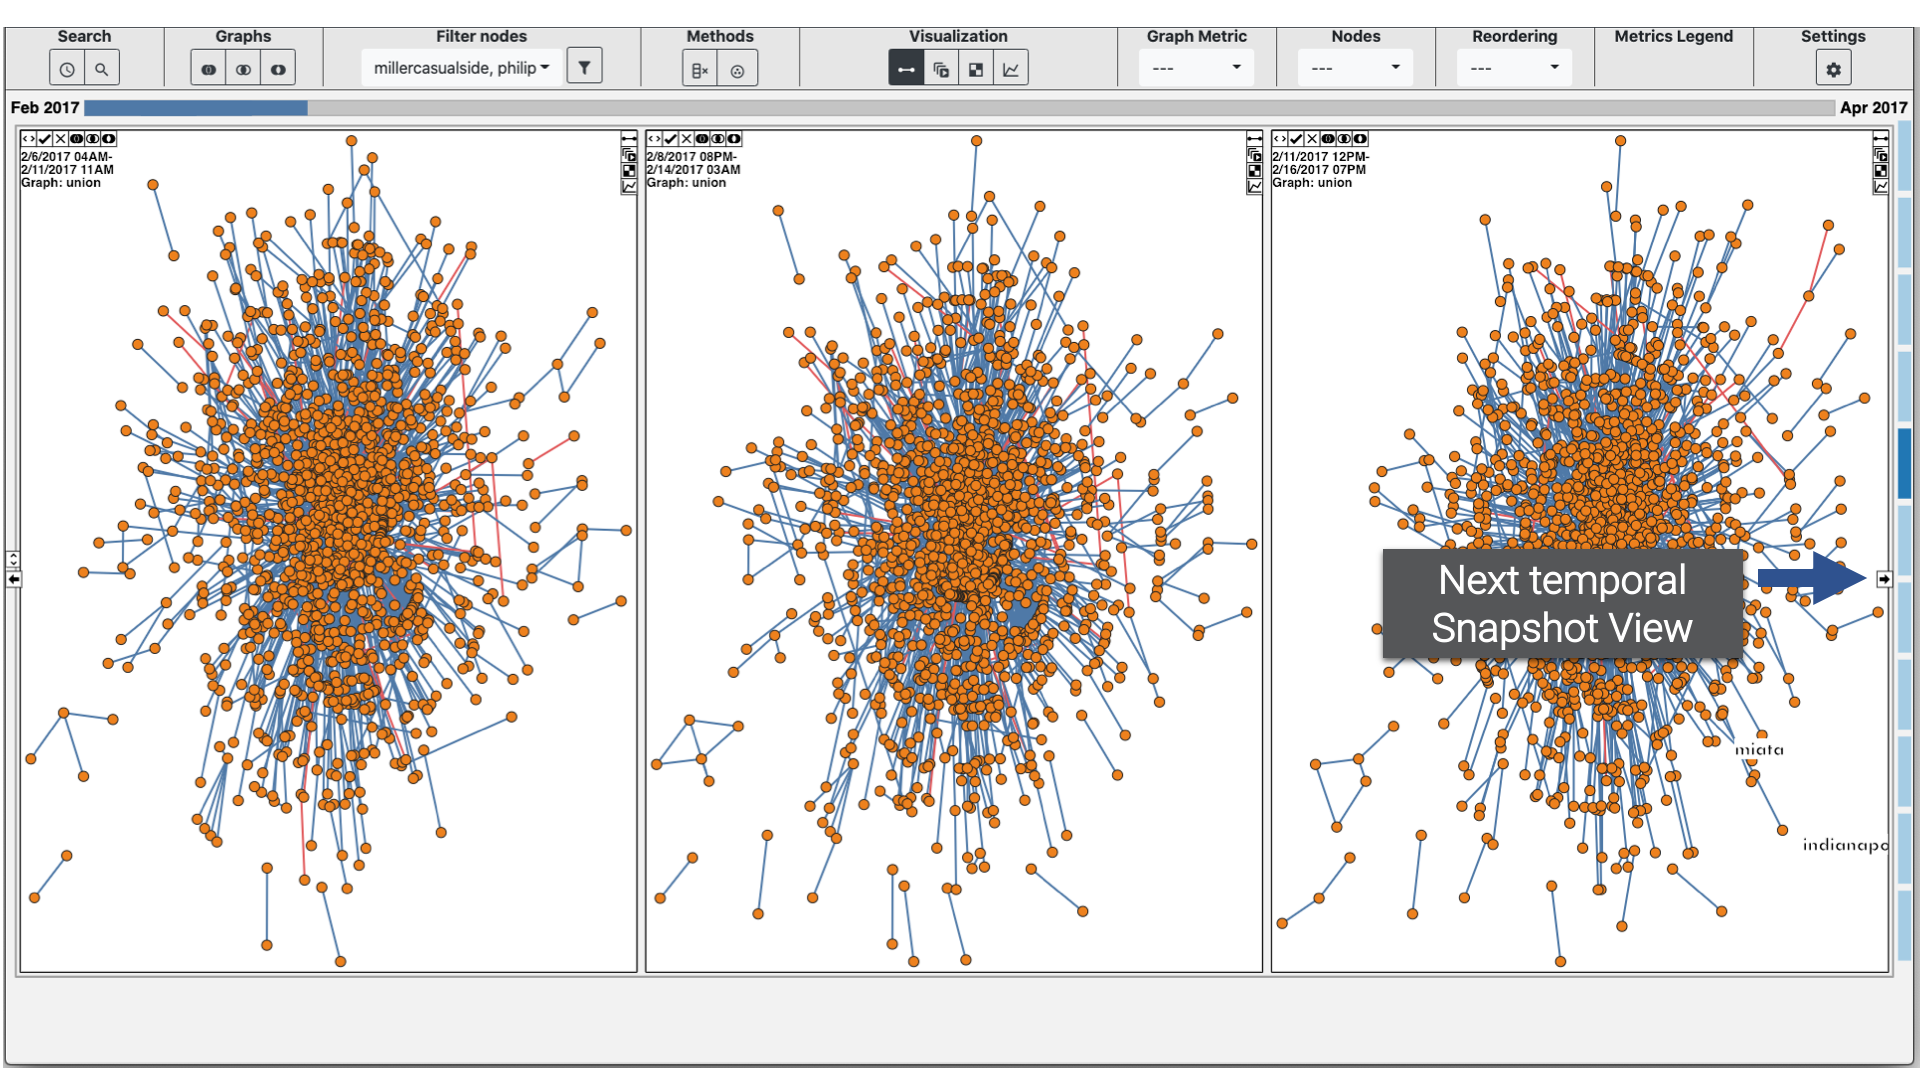 Search
Graphs
Filter nodes
Methods
Visualization
Graph Metric
Nodes
Reordering
Metrics Legend
Settings
millercasualside, philip
---
---
---
Feb 2017
Apr 2017
2/6/2017 04AM-
2/11/2017 11AM
Graph: union
2/8/2017 08PM-
2/14/2017 03AM
Graph: union
2/11/2017 12PM-
2/16/2017 07PM
Graph: union
Next temporal
Snapshot View
miata
indianapo